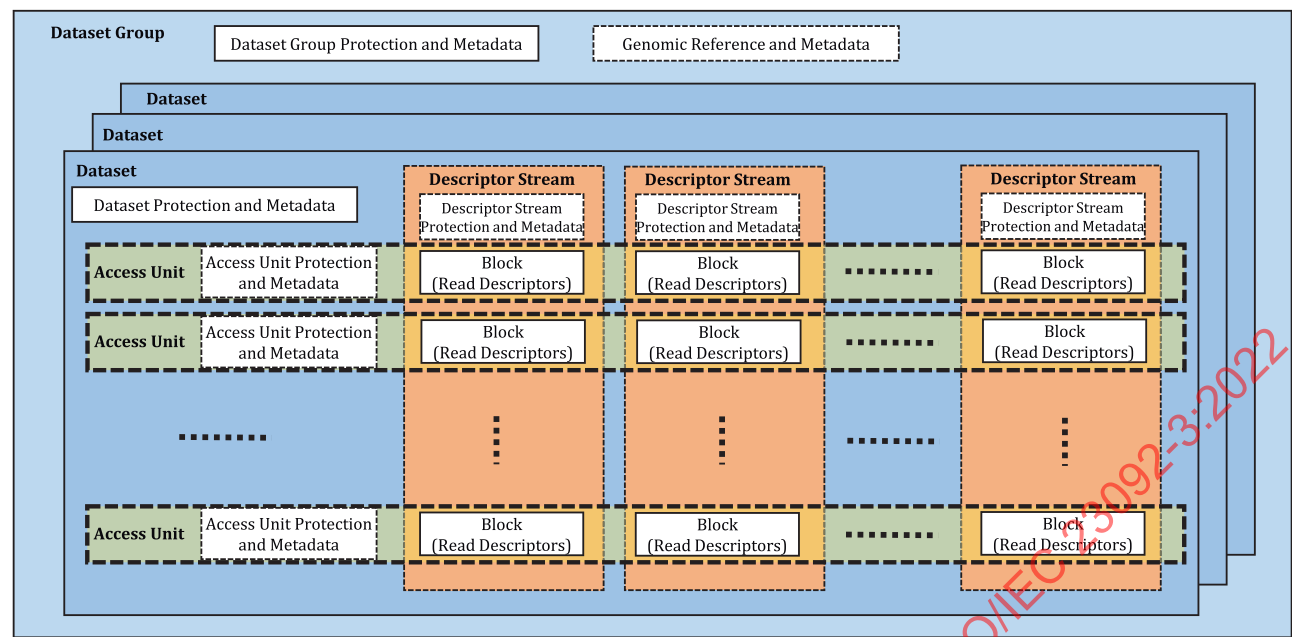 Dataset Group
Dataset Group Protection and Metadata
Genomic Reference and Metadata
Dataset
Dataset
Dataset
Dataset Protection and Metadata
Descriptor Stream
Descriptor Stream
Protection and Metadata
Descriptor Stream
Descriptor Stream
Protection and Metadata
Descriptor Stream
Descriptor Stream
Protection and Metadata
Access Unit
Access Unit Protection
and Metadata
Block
(Read Descriptors)
Block
(Read Descriptors)
Block
(Read Descriptors)
Access Unit
Access Unit Protection
and Metadata
Block
(Read Descriptors)
Block
(Read Descriptors)
Block
(Read Descriptors)
Access Unit
Access Unit Protection
and Metadata
Block
(Read Descriptors)
Block
(Read Descriptors)
Block
(Read Descriptors)
O/IEC 23092-3:2022